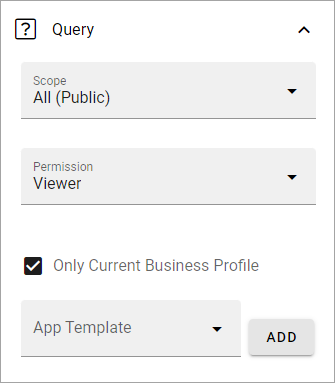 Query
Scope
All (Public)
Permission
Viewer
Only Current Business Profile
App Template
ADD